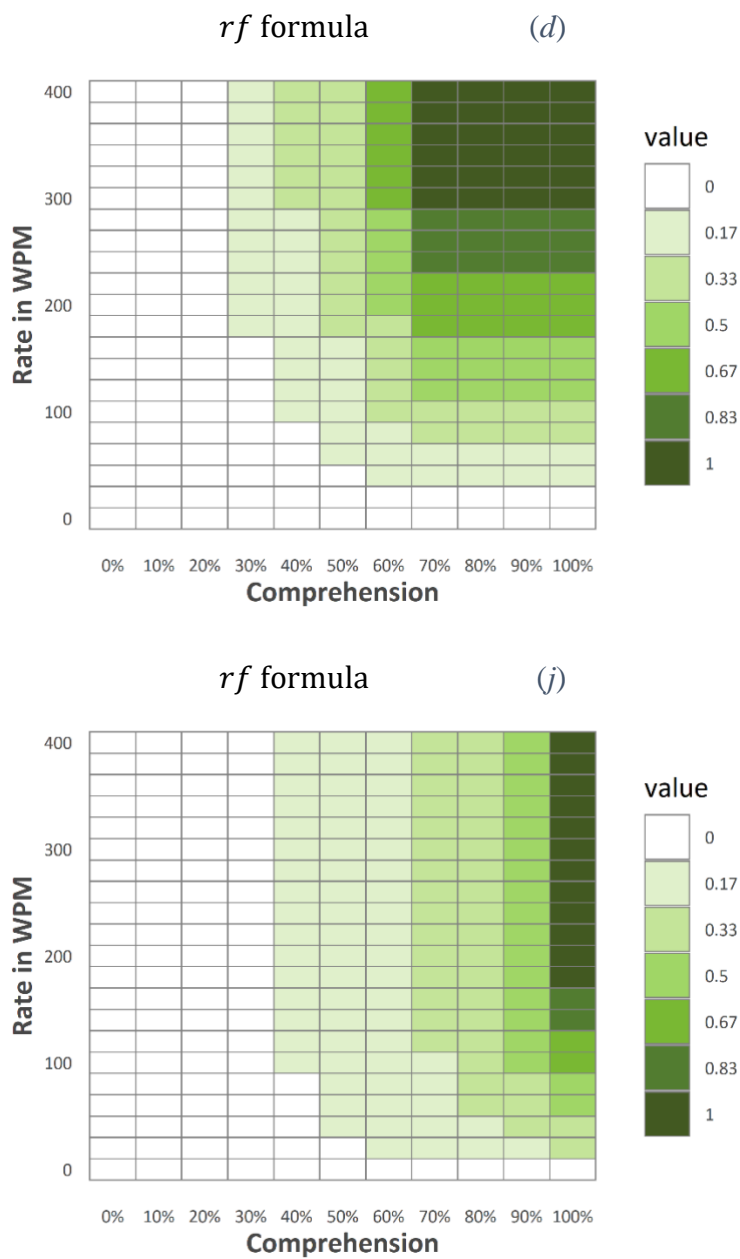 rf formula (d)
400
300
200
100
0
Rate in WPM
0% 10% 20% 30% 40% 50% 60% 70% 80% 90% 100%
Comprehension
value
0
0.17
0.33
0.5
0.67
0.83
1
rf formula (j)
400
300
200
100
0
Rate in WPM
0% 10% 20% 30% 40% 50% 60% 70% 80% 90% 100%
Comprehension
value
0
0.17
0.33
0.5
0.67
0.83
1